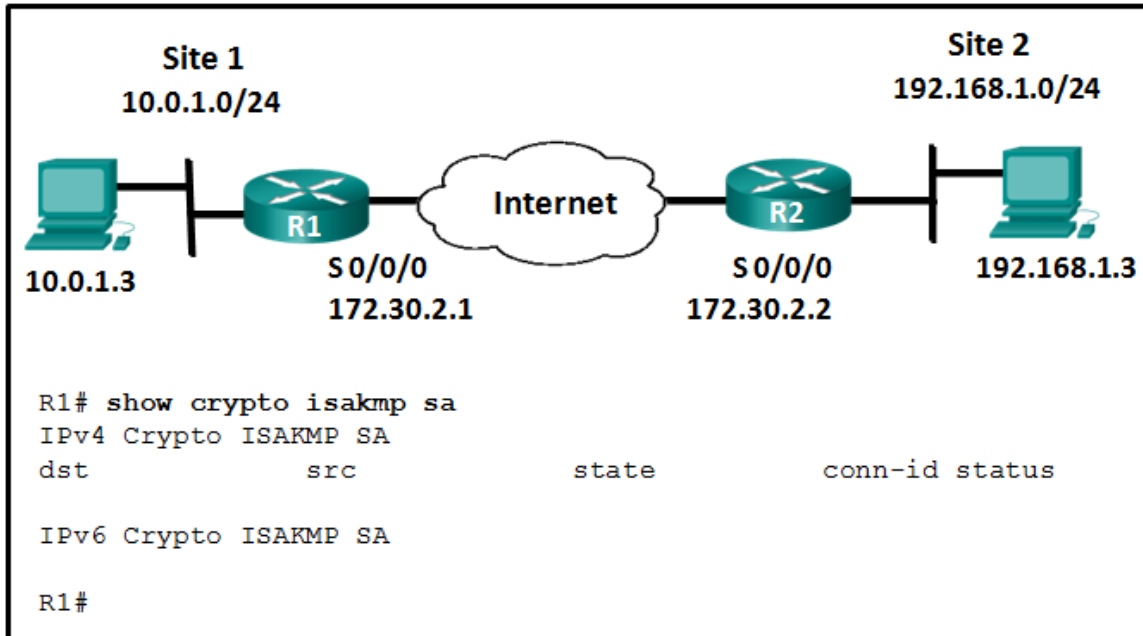 Site 1
10.0.1.0/24
Site 2
192.168.1.0/24
Internet
R1
R2
10.0.1.3
S 0/0/0
172.30.2.1
S 0/0/0
172.30.2.2
192.168.1.3
R1# show crypto isakmp sa
IPv4 Crypto ISAKMP SA
dst src state conn-id status
IPv6 Crypto ISAKMP SA
R1#